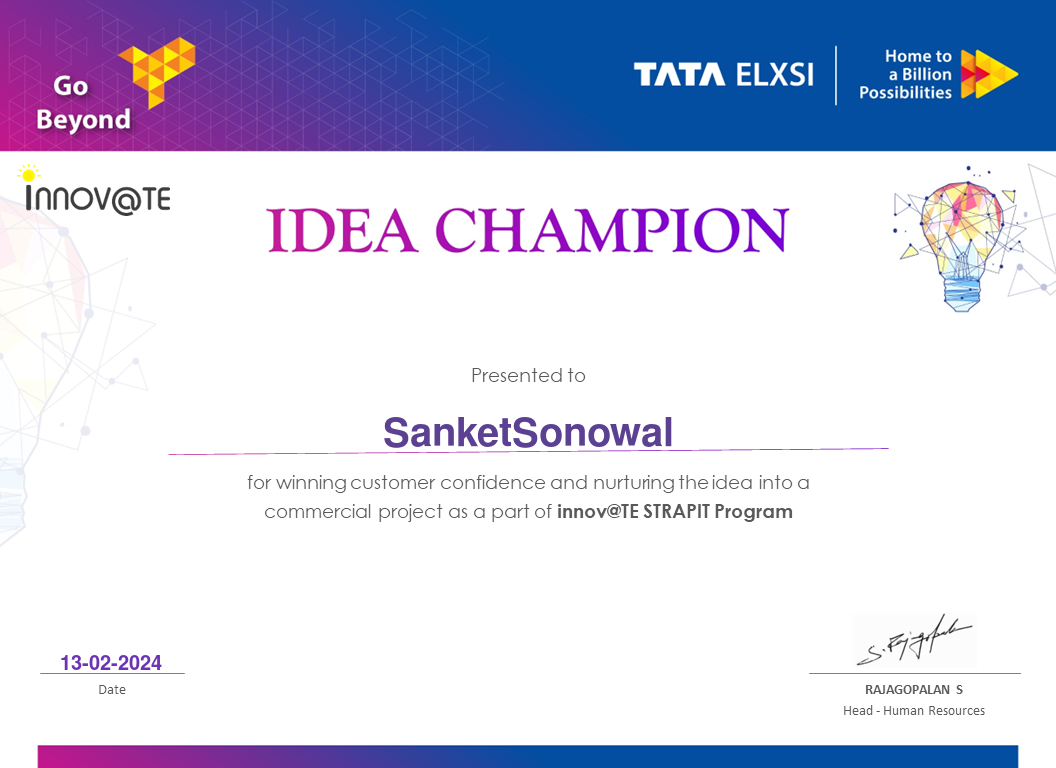 Go
Beyond
TATA ELXSI
Home to
a Billion
Possibilities
innov@TE
IDEA CHAMPION
Presented to
SanketSonowal
for winning customer confidence and nurturing the idea into a
commercial project as a part of innov@TE STRAPIT Program
S. Rajagopalan
13-02-2024
Date
RAJAGOPALAN S
Head - Human Resources